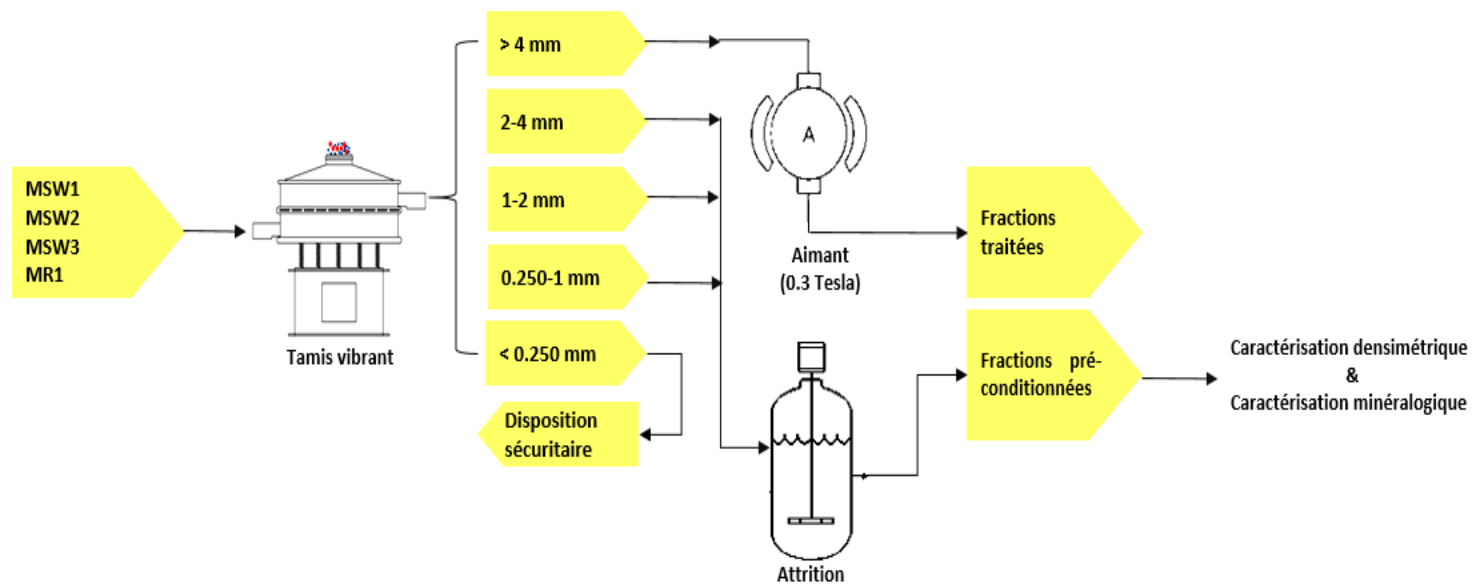 MSW1
MSW2
MSW3
MR1
Tamis vibrant
> 4 mm
2-4 mm
1-2 mm
0.250-1 mm
< 0.250 mm
Disposition
sécuritaire
A
Aimant
(0.3 Tesla)
Attrition
Fractions
traitées
Fractions pré-
conditionnées
Caractérisation densimétrique
&
Caractérisation minéralogique